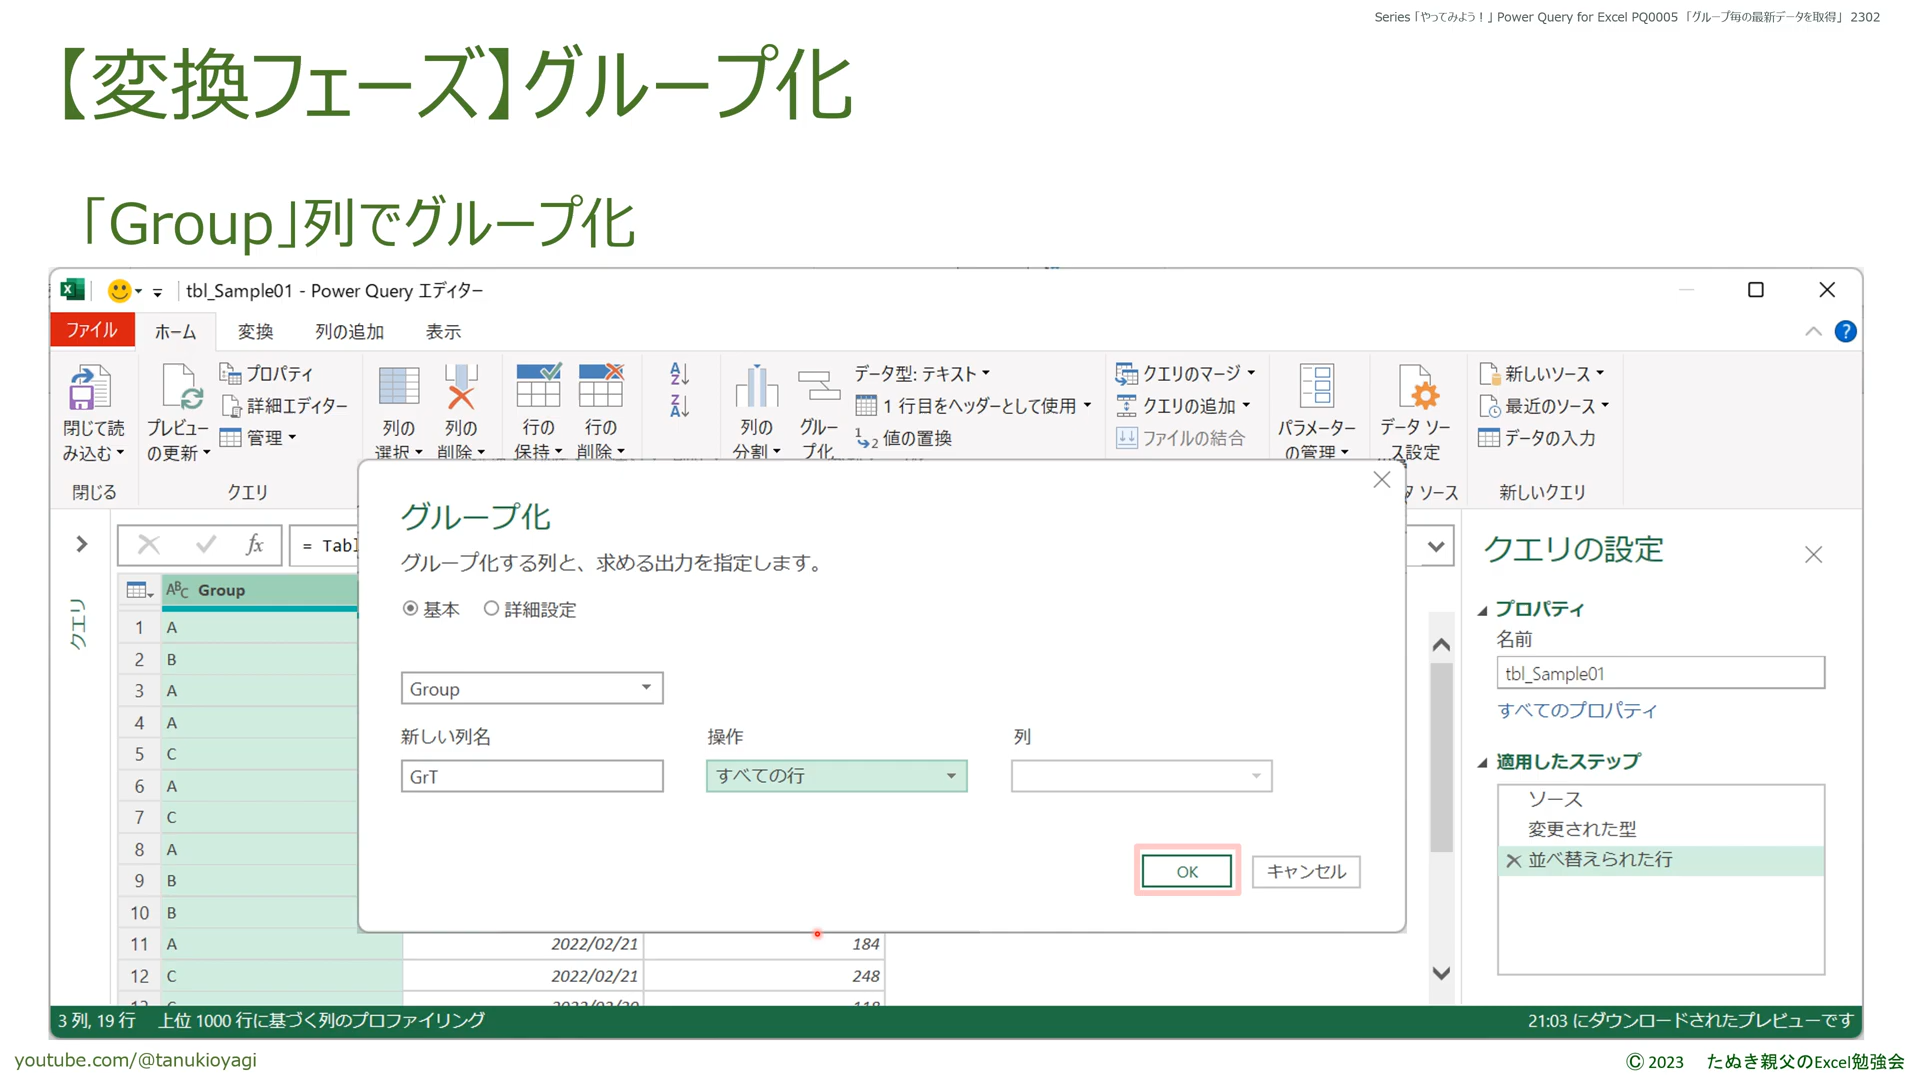 Series「やってみよう！」Power Query for Excel PQ0005「グループ毎の最新データを取得」 2302
【変換フェーズ】グループ化
「Group」列でグループ化
tbl_Sample01 - Power Query エディター
ファイル ホーム 変換 列の追加 表示
閉じて読み込む
プレビューの更新
プロパティ
詳細エディター
管理
列の選択
列の削除
行の保持
行の削除
列の分割
グループ化
データ型: テキスト
1 行目をヘッダーとして使用
値の置換
クエリのマージ
クエリの追加
ファイルの結合
パラメーターの管理
データ ソース設定
新しいソース
最近のソース
データの入力
閉じる クエリ ソース 新しいクエリ
fx = Tabl
クエリ
Group
1 A
2 B
3 A
4 A
5 C
6 A
7 C
8 A
9 B
10 B
11 A 2022/02/21 184
12 C 2022/02/21 248
グループ化
グループ化する列と、求める出力を指定します。
基本 詳細設定
Group
新しい列名 操作 列
GrT すべての行
OK キャンセル
クエリの設定
プロパティ
名前
tbl_Sample01
すべてのプロパティ
適用したステップ
ソース
変更された型
並べ替えられた行
3 列, 19 行 上位 1000 行に基づく列のプロファイリング 21:03 にダウンロードされたプレビューです
youtube.com/@tanukioyagi
© 2023 たぬき親父のExcel勉強会